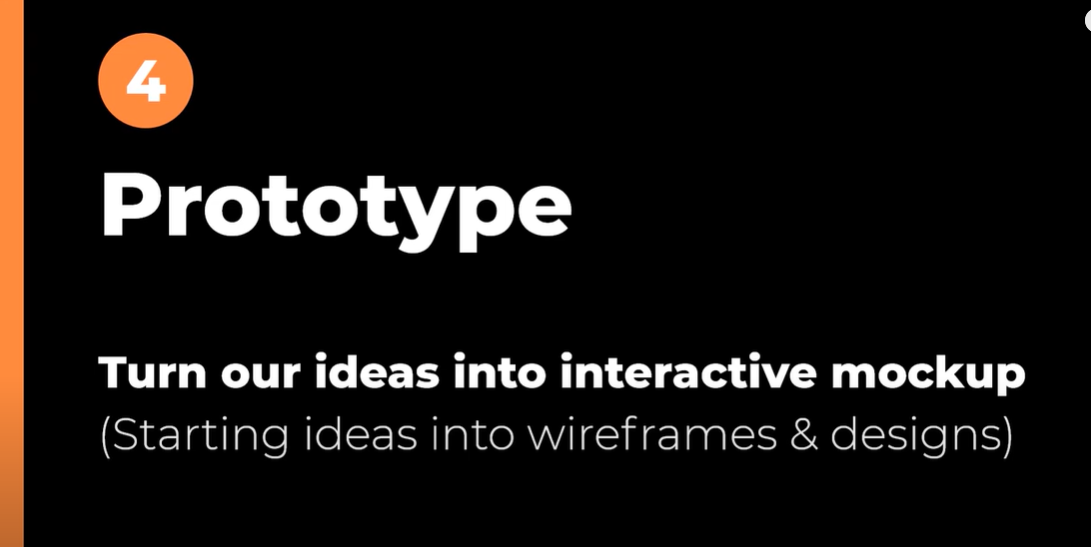 4
Prototype
Turn our ideas into interactive mockup
(Starting ideas into wireframes & designs)